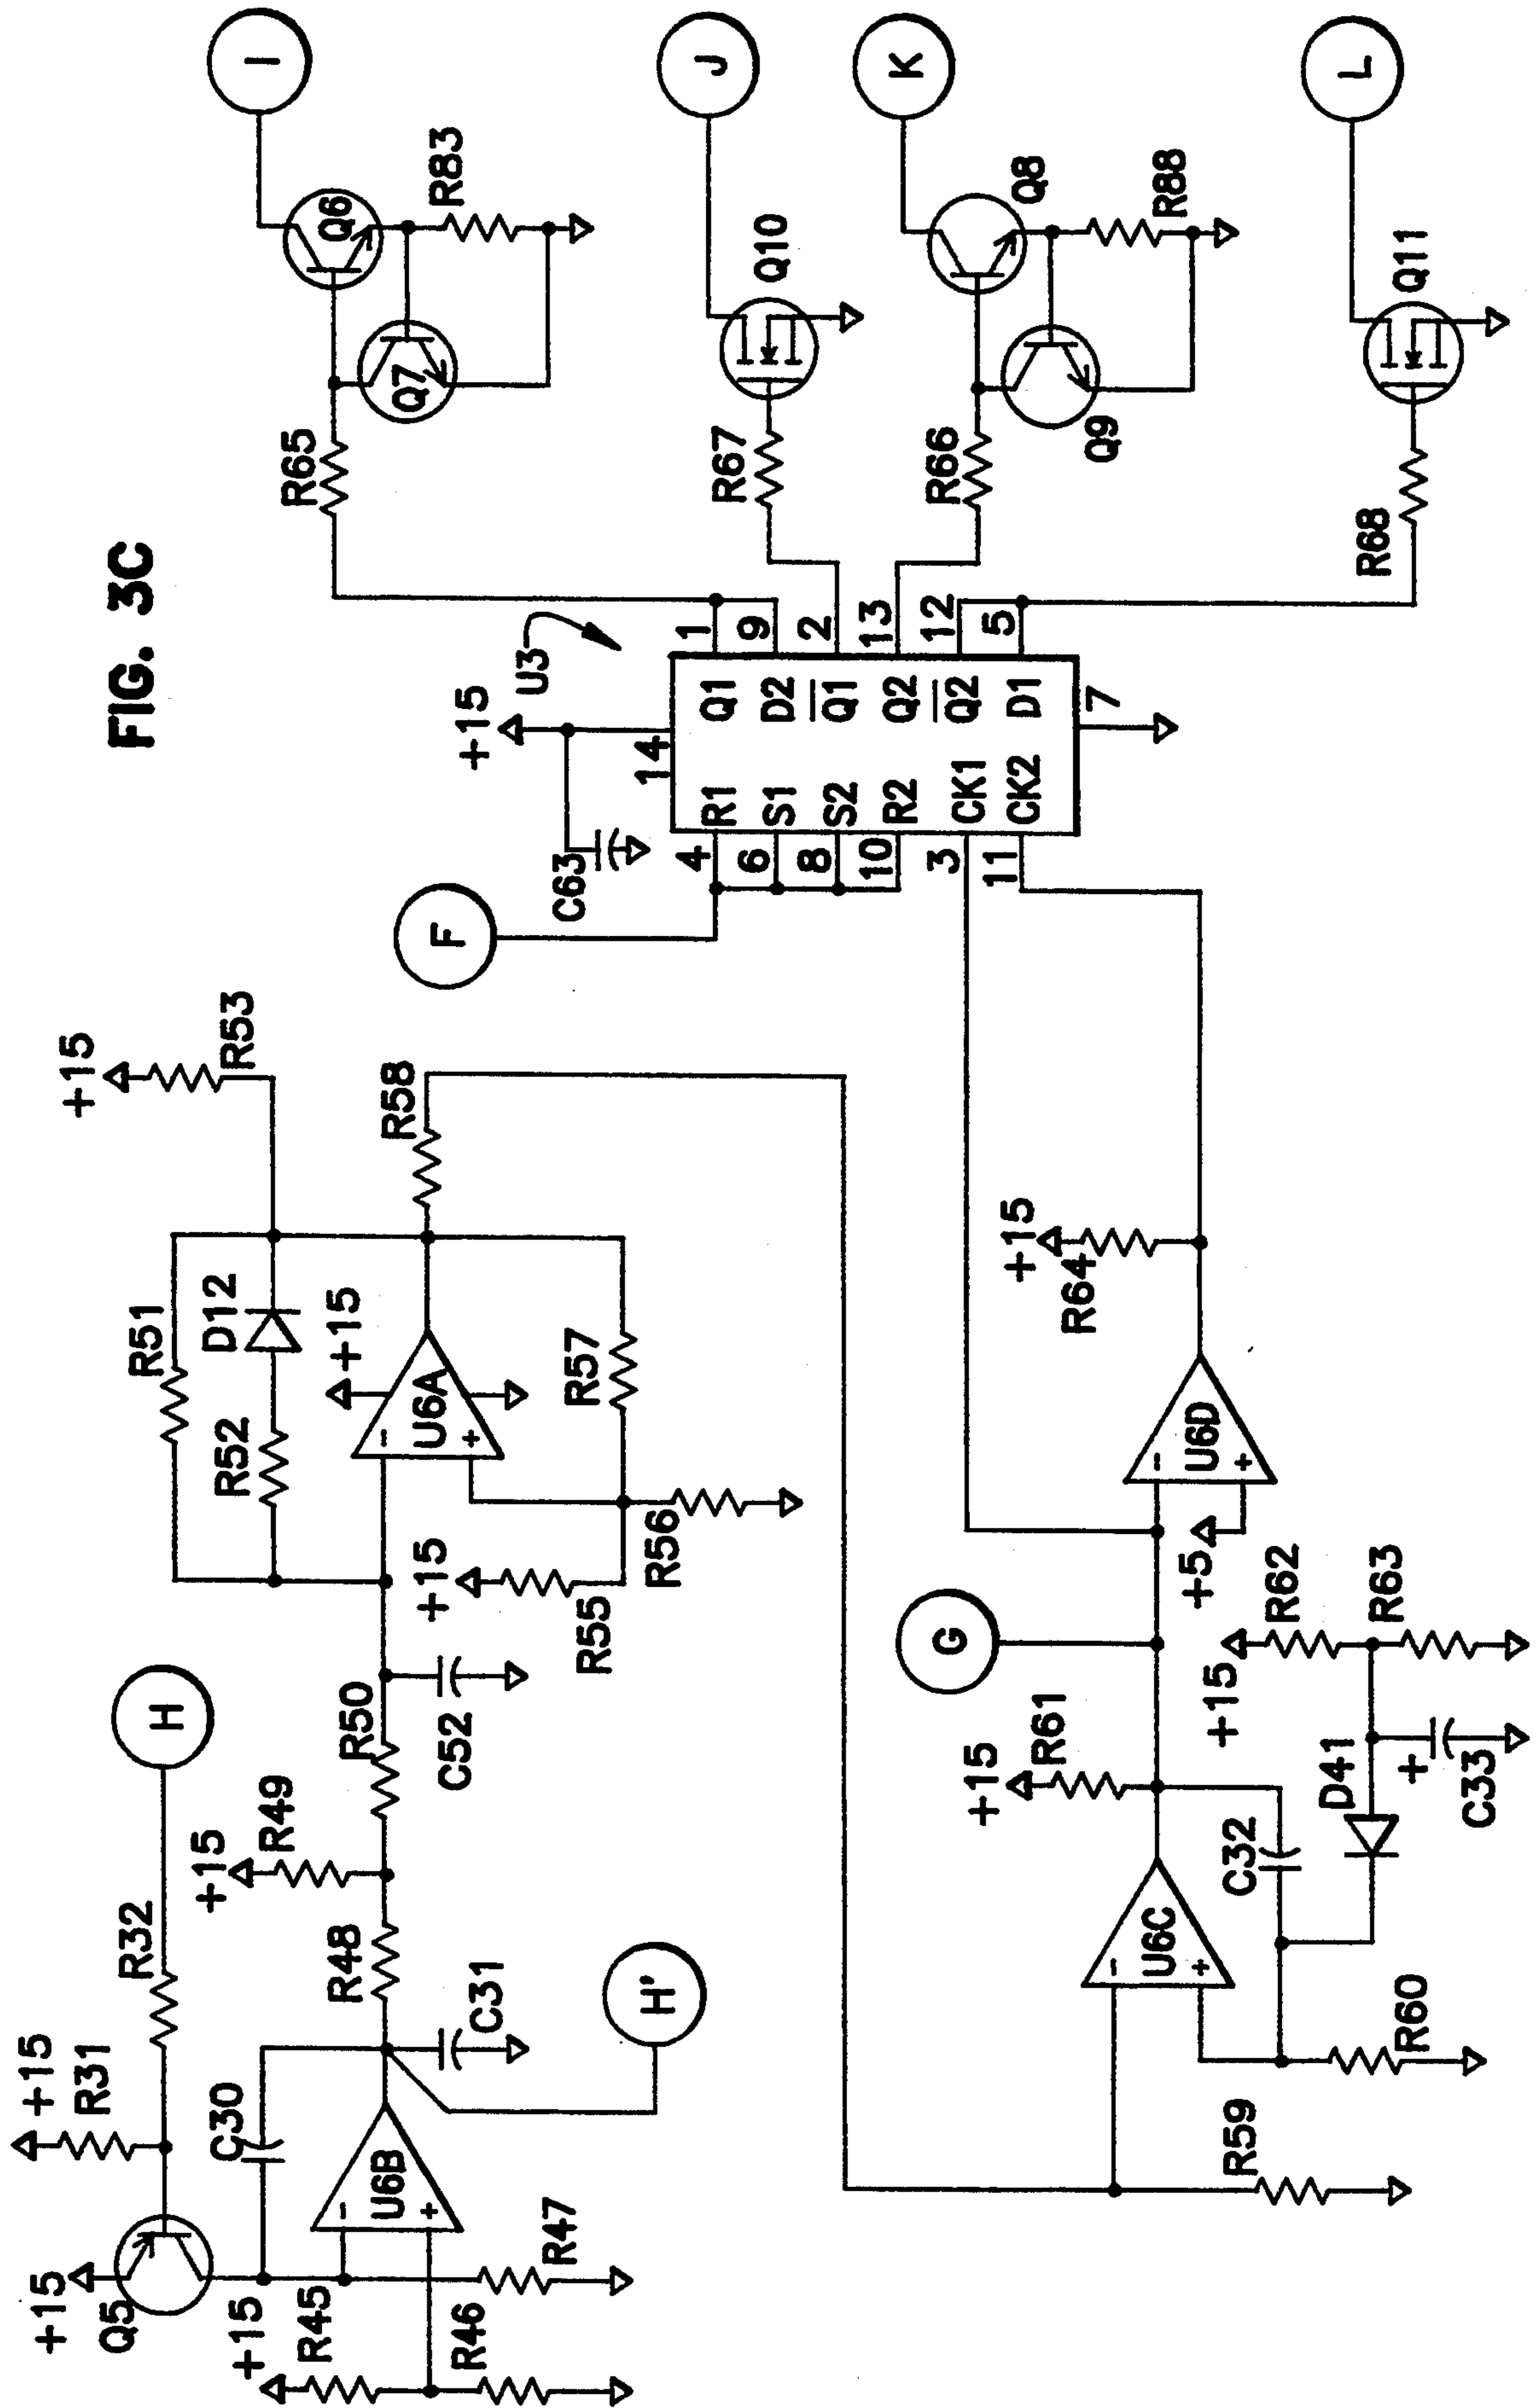 FIG. 3C
+15
Q5
+15
R31
R32
H
C30
+15
R45
R46
R47
U6B
-
+
C31
H'
R48
+15
R49
R50
C52
R51
R52
D12
+15
R53
+15
U6A
-
+
+15
R55
R56
R57
R58
R59
R60
U6C
-
+
C32
+15
R61
G
D41
+
C33
+15
R62
R63
+5
U6D
-
+
+15
R64
F
C63
+15
14
U3
4
6
8
10
3
11
R1
S1
S2
R2
CK1
CK2
Q1
D2
Q1
Q2
Q2
D1
1
9
2
13
12
5
7
R65
Q7
Q6
R83
I
R67
Q10
J
R66
Q9
Q8
R88
K
R68
Q11
L